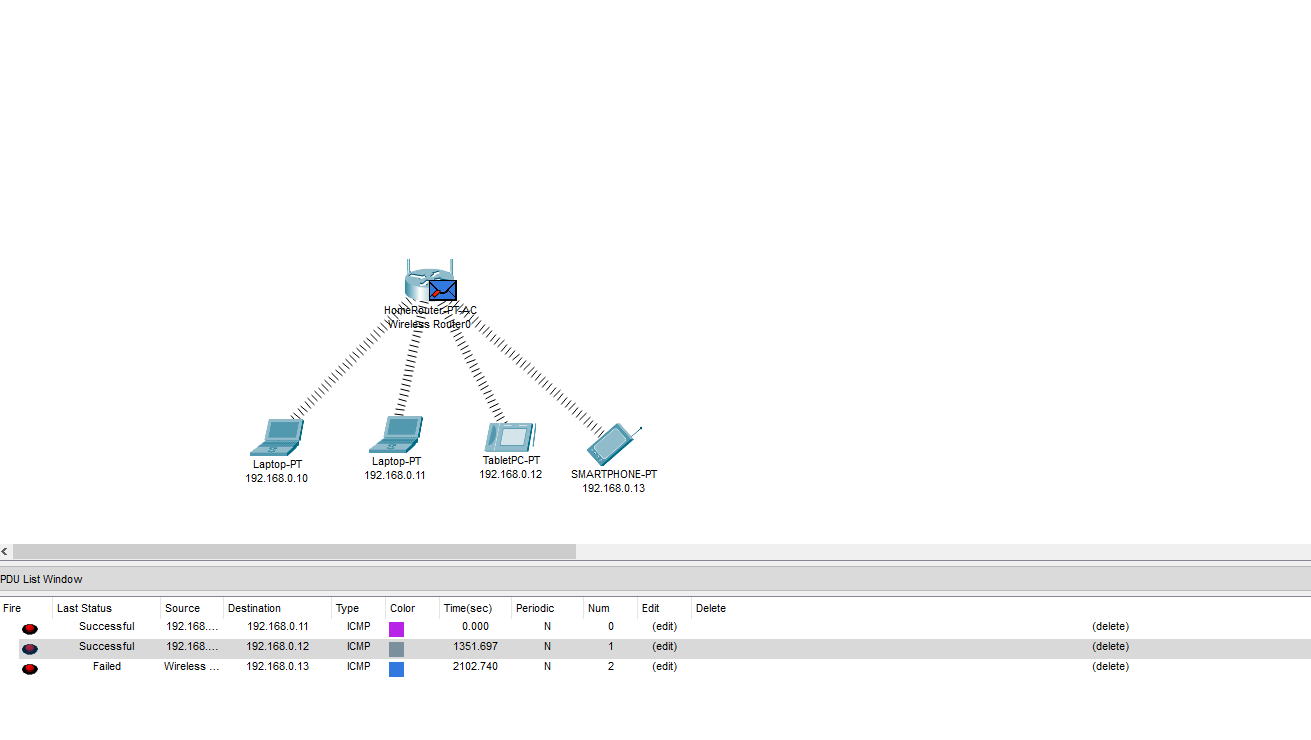 HomeRouter-PT-AC
Wireless Router0
Laptop-PT
192.168.0.10
Laptop-PT
192.168.0.11
TabletPC-PT
192.168.0.12
SMARTPHONE-PT
192.168.0.13
PDU List Window
Fire Last Status Source Destination Type Color Time(sec) Periodic Num Edit Delete
Successful 192.168.... 192.168.0.11 ICMP 0.000 N 0 (edit) (delete)
Successful 192.168.... 192.168.0.12 ICMP 1351.697 N 1 (edit) (delete)
Failed Wireless ... 192.168.0.13 ICMP 2102.740 N 2 (edit) (delete)